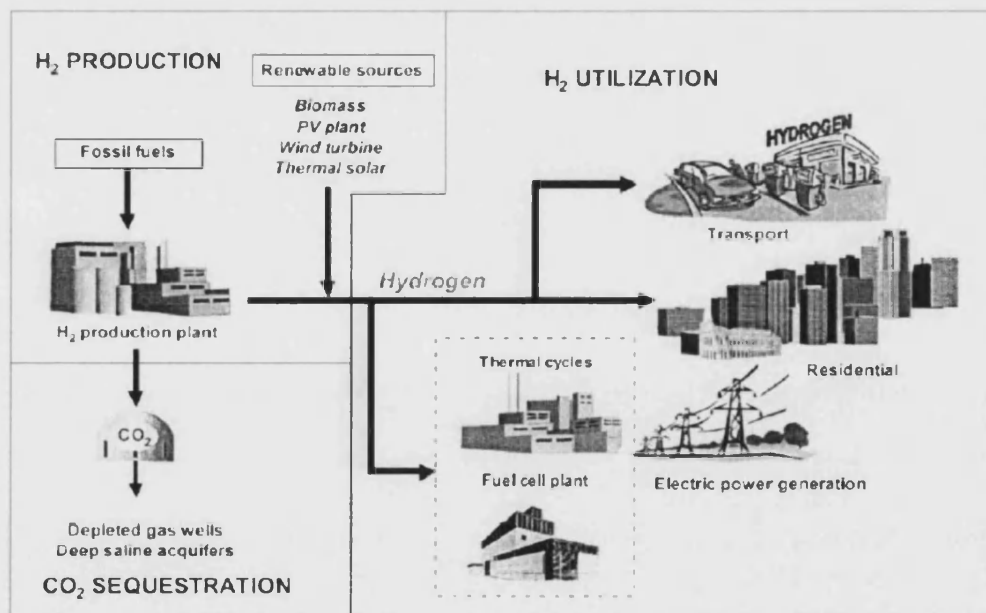 H₂ PRODUCTION
Renewable sources
Biomass
PV plant
Wind turbine
Thermal solar
Fossil fuels
H₂ production plant
CO₂
Depleted gas wells
Deep saline acquifers
CO₂ SEQUESTRATION
Hydrogen
H₂ UTILIZATION
HYDROGEN
Transport
Residential
Thermal cycles
Fuel cell plant
Electric power generation